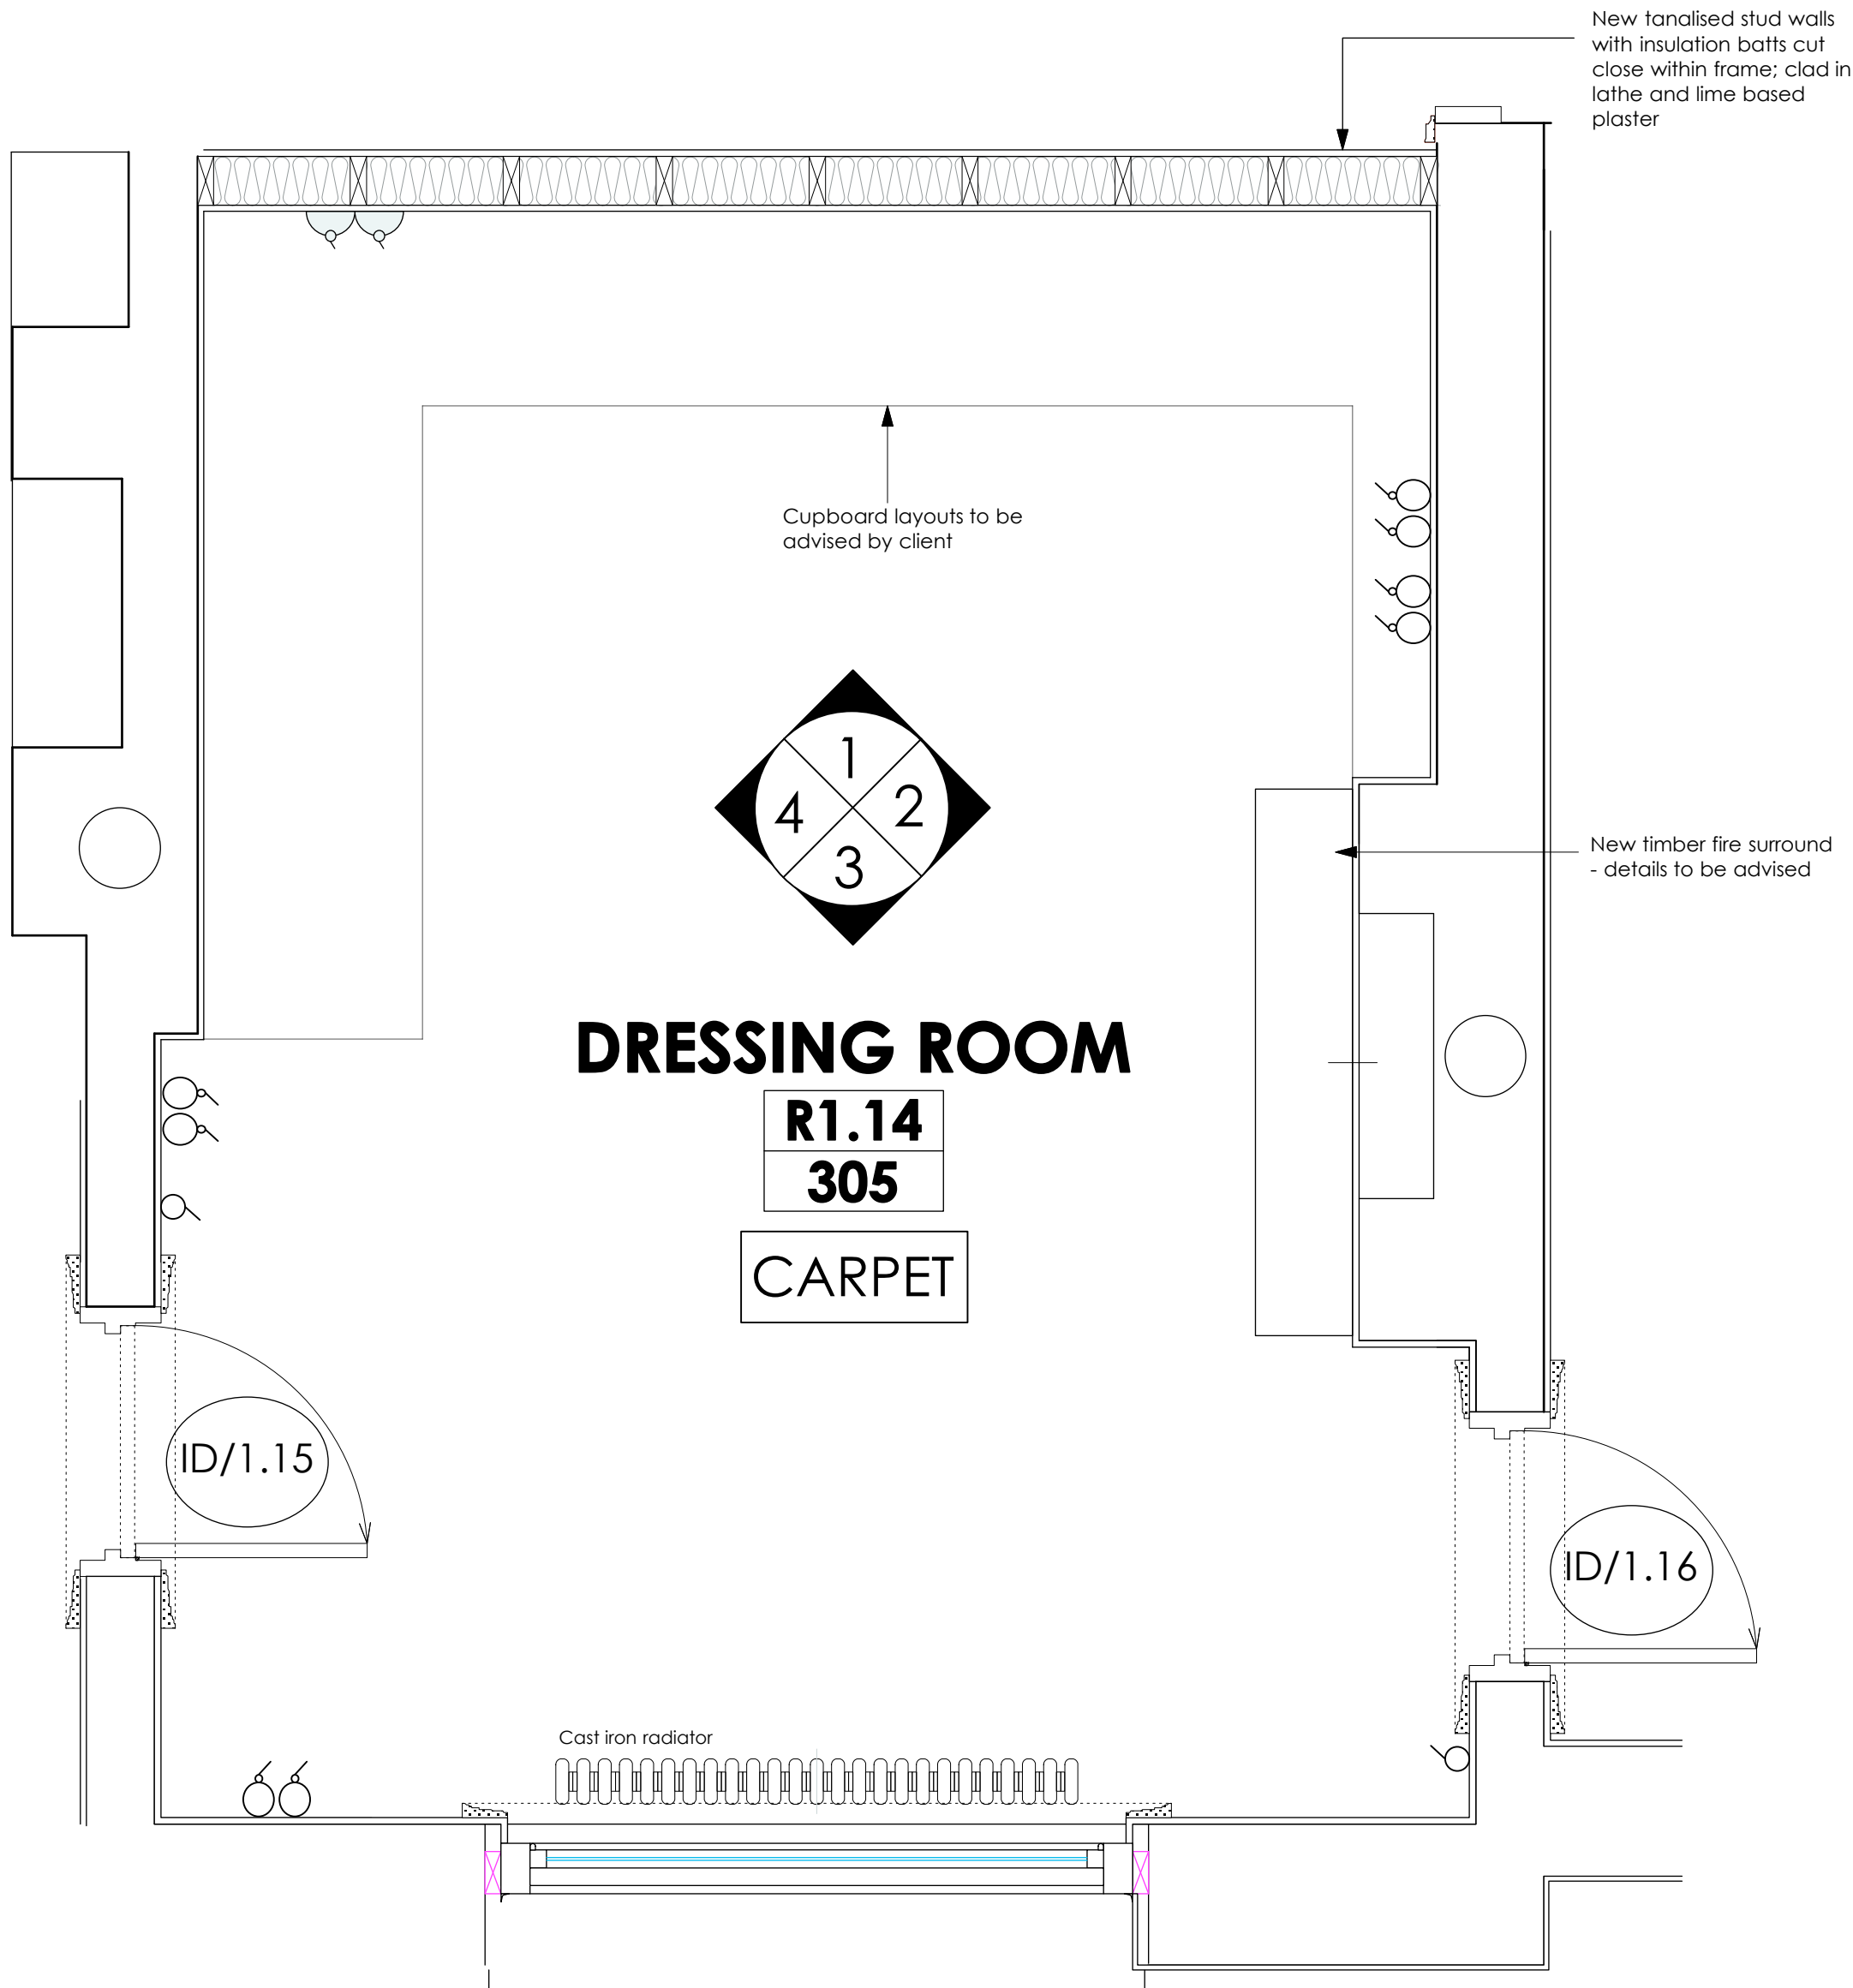 New tanalised stud walls
with insulation batts cut
close within frame; clad in
lathe and lime based
plaster
Cupboard layouts to be
advised by client
1
4
2
3
New timber fire surround
- details to be advised
DRESSING ROOM
R1.14
305
CARPET
ID/1.15
ID/1.16
Cast iron radiator